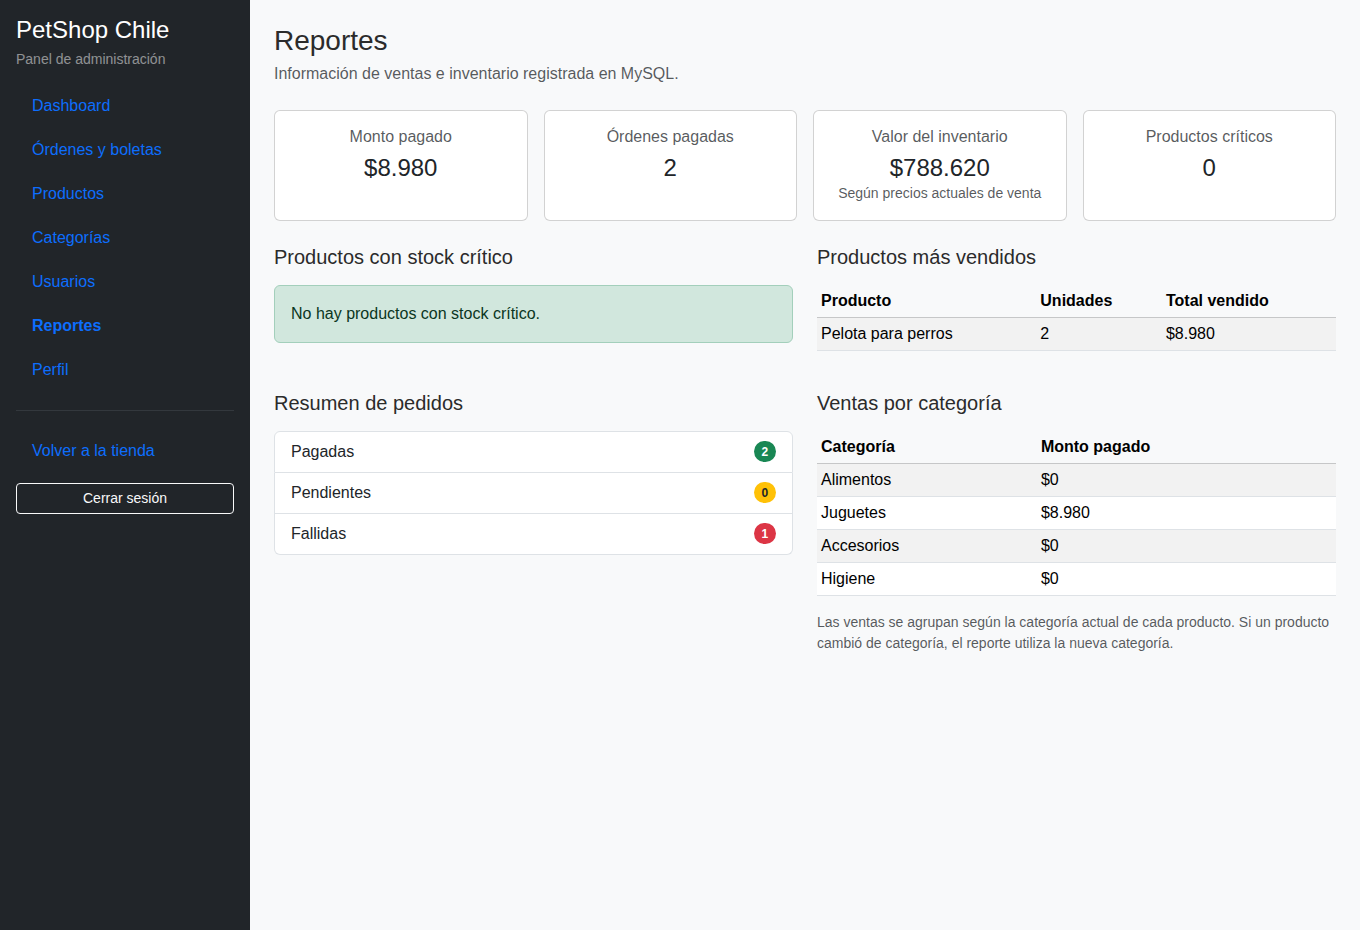 PetShop Chile
Panel de administración
Dashboard
Órdenes y boletas
Productos
Categorías
Usuarios
Reportes
Perfil
Volver a la tienda
Cerrar sesión
Reportes
Información de ventas e inventario registrada en MySQL.
Monto pagado
$8.980
Órdenes pagadas
2
Valor del inventario
$788.620
Según precios actuales de venta
Productos críticos
0
Productos con stock crítico
No hay productos con stock crítico.
Productos más vendidos
Producto Unidades Total vendido
Pelota para perros 2 $8.980
Resumen de pedidos
Pagadas 2
Pendientes 0
Fallidas 1
Ventas por categoría
Categoría Monto pagado
Alimentos $0
Juguetes $8.980
Accesorios $0
Higiene $0
Las ventas se agrupan según la categoría actual de cada producto. Si un producto
cambió de categoría, el reporte utiliza la nueva categoría.